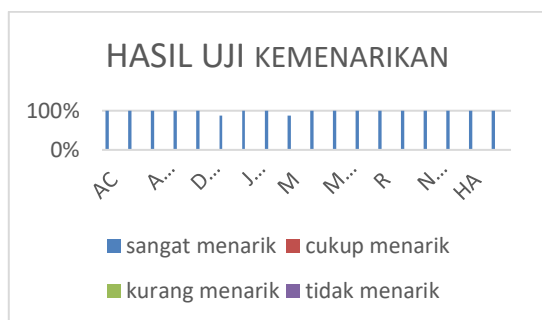 HASIL UJI KEMENARIKAN
100%
0%
AC A... D... J... M M... R N... HA
sangat menarik cukup menarik
kurang menarik tidak menarik